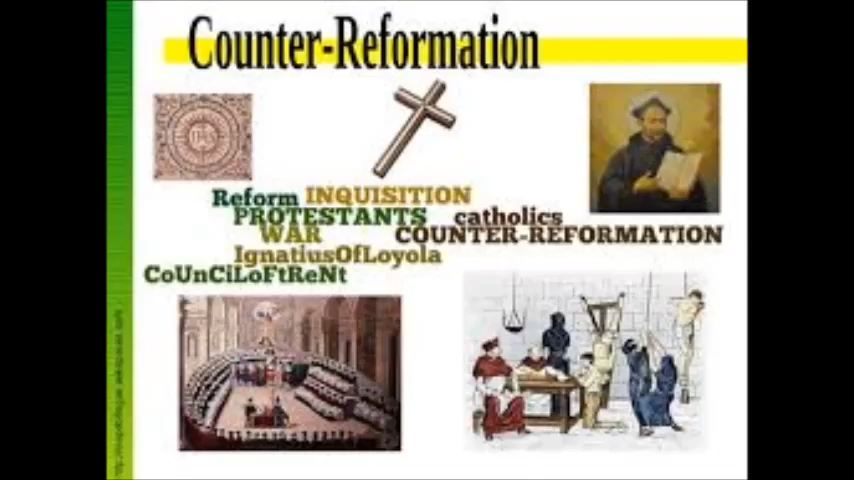 Counter-Reformation
Reform INQUISITION
PROTESTANTS catholics
WAR COUNTER-REFORMATION
IgnatiusOfLoyola
CoUnCiLoFtReNt